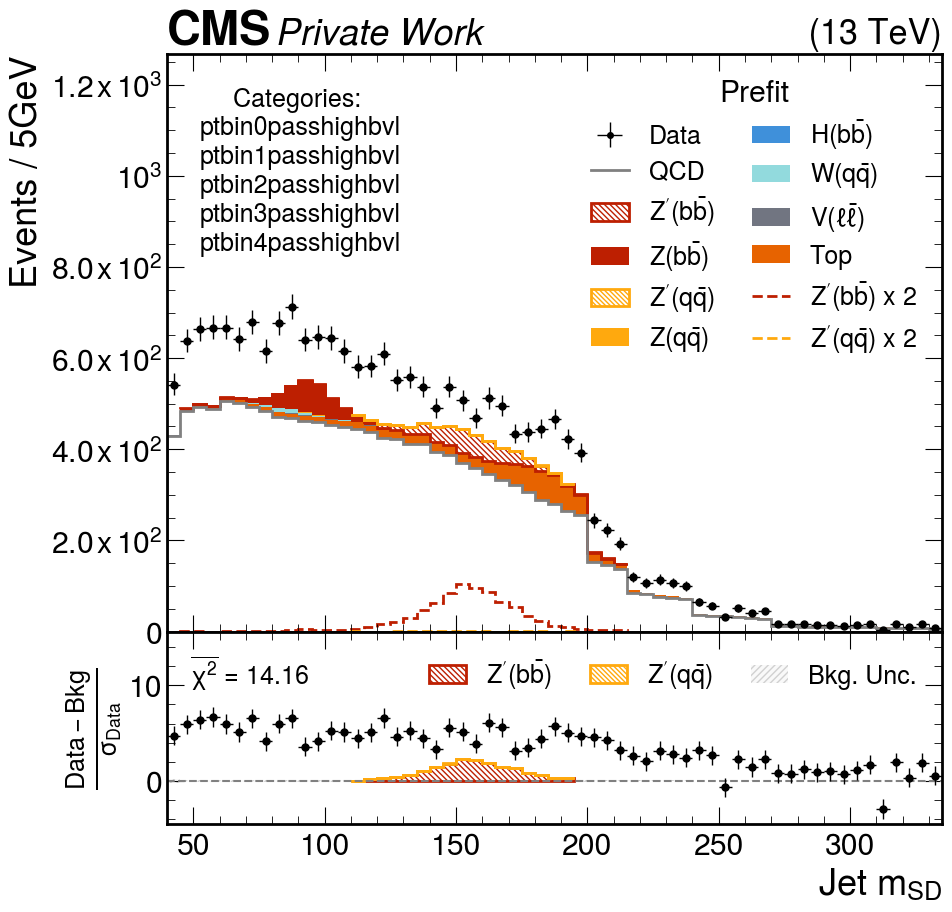 CMS Private Work (13 TeV)
Events / 5GeV
1.2 x 10³
10³
8.0 x 10²
6.0 x 10²
4.0 x 10²
2.0 x 10²
0
Categories:
ptbin0passhighbvl
ptbin1passhighbvl
ptbin2passhighbvl
ptbin3passhighbvl
ptbin4passhighbvl
Prefit
Data
QCD
Z′(bb̄)
Z(bb̄)
Z′(qq̄)
Z(qq̄)
H(bb̄)
W(qq̄)
V(ℓℓ̄)
Top
Z′(bb̄) x 2
Z′(qq̄) x 2
Data − Bkg
σ_Data
10
0
χ̅²̅ = 14.16
Z′(bb̄)
Z′(qq̄)
Bkg. Unc.
50 100 150 200 250 300
Jet m_SD